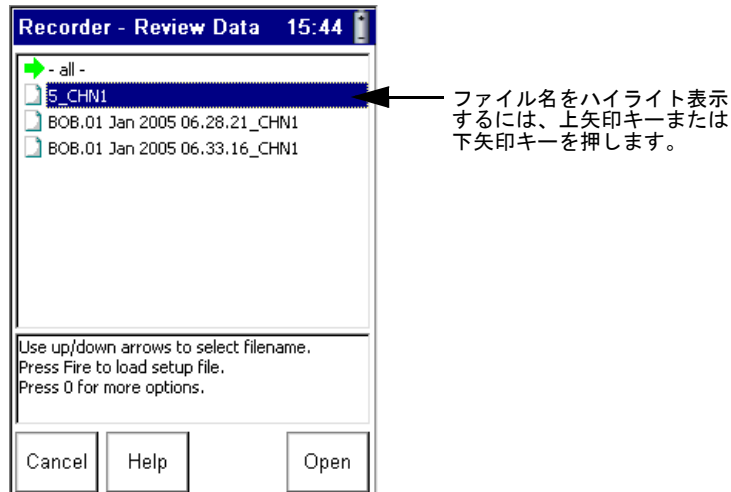 Recorder - Review Data 15:44
- all -
5_CHN1
BOB.01 Jan 2005 06.28.21_CHN1
BOB.01 Jan 2005 06.33.16_CHN1
ファイル名をハイライト表示
するには、上矢印キーまたは
下矢印キーを押します。
Use up/down arrows to select filename.
Press Fire to load setup file.
Press 0 for more options.
Cancel Help Open